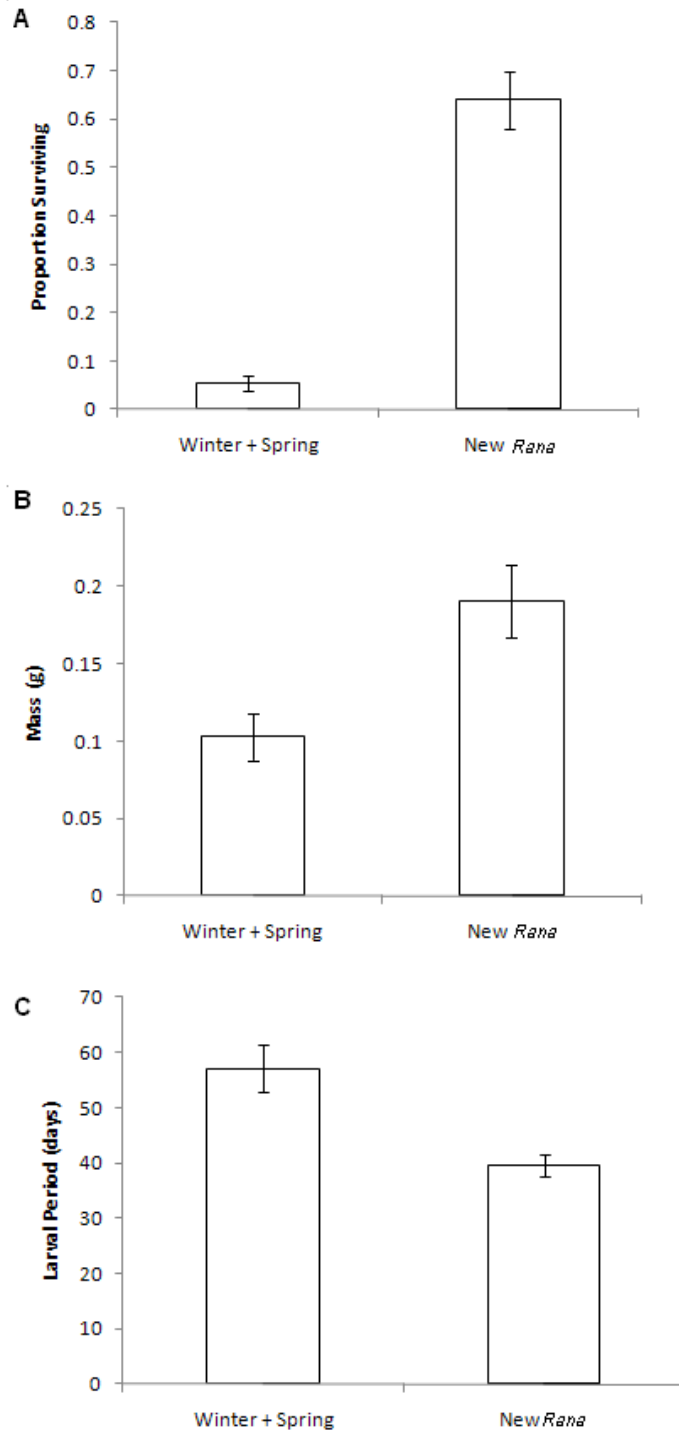 A
Proportion Surviving
0.8
0.7
0.6
0.5
0.4
0.3
0.2
0.1
0
Winter + Spring
New Rana
B
Mass (g)
0.25
0.2
0.15
0.1
0.05
0
Winter + Spring
New Rana
C
Larval Period (days)
70
60
50
40
30
20
10
0
Winter + Spring
New Rana